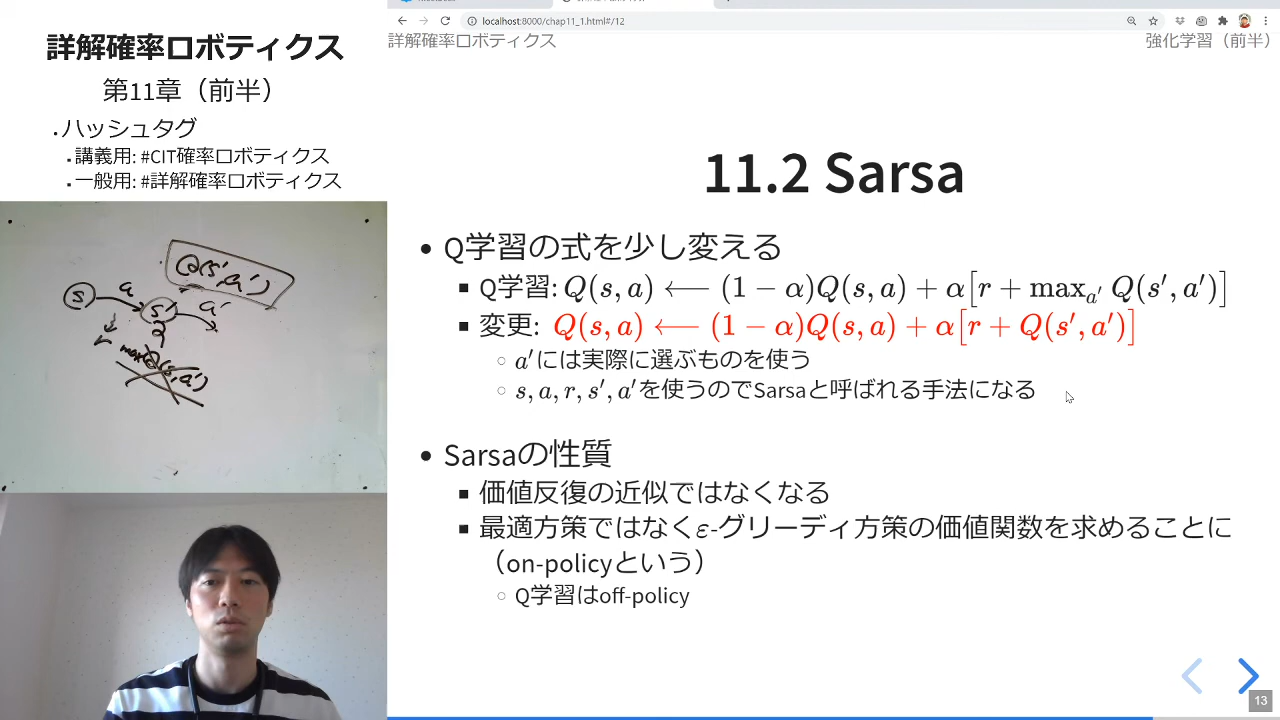 localhost:8000/chap11_1.html#/12
詳解確率ロボティクス
第11章（前半）
・ハッシュタグ
▪講義用: #CIT確率ロボティクス
▪一般用: #詳解確率ロボティクス
s
a
s'
a'
Q(s', a')
r
max Q(s', a')
詳解確率ロボティクス
強化学習（前半）
11.2 Sarsa
• Q学習の式を少し変える
▪ Q学習: Q(s, a) ⟵ (1 − α)Q(s, a) + α[r + max_{a'} Q(s', a')]
▪ 変更: Q(s, a) ⟵ (1 − α)Q(s, a) + α[r + Q(s', a')]
○ a'には実際に選ぶものを使う
○ s, a, r, s', a'を使うのでSarsaと呼ばれる手法になる
• Sarsaの性質
▪ 価値反復の近似ではなくなる
▪ 最適方策ではなくε-グリーディ方策の価値関数を求めることに
（on-policyという）
○ Q学習はoff-policy
13